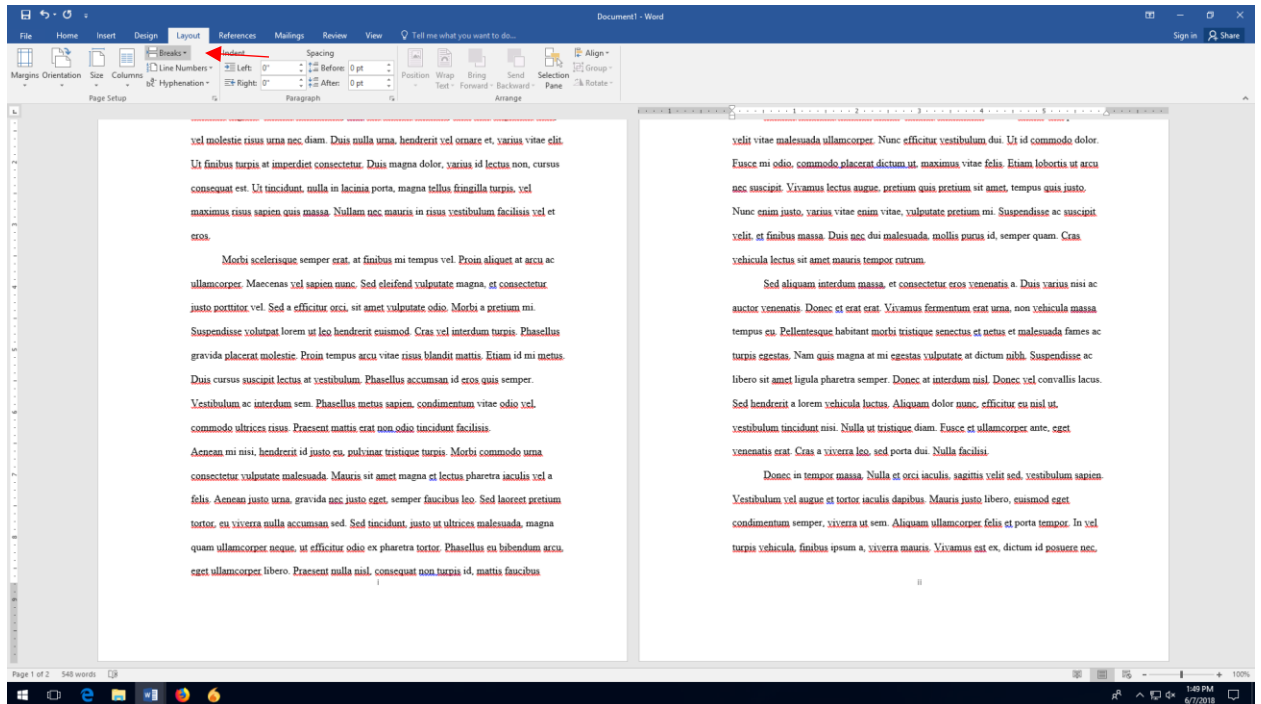 Document1 - Word
File Home Insert Design Layout References Mailings Review View Tell me what you want to do... Sign in Share
Margins Orientation Size Columns Breaks Line Numbers Hyphenation
Page Setup
Indent Spacing
Left: 0" Before: 0 pt
Right: 0" After: 0 pt
Paragraph
Position Wrap Text Bring Forward Send Backward Selection Pane Align Group Rotate
Arrange
vel molestie risus urna nec diam. Duis nulla urna, hendrerit vel ornare et, varius vitae elit.
Ut finibus turpis at imperdiet consectetur. Duis magna dolor, varius id lectus non, cursus
consequat est. Ut tincidunt, nulla in lacinia porta, magna tellus fringilla turpis, vel
maximus risus sapien quis massa. Nullam nec mauris in risus vestibulum facilisis vel et
eros.
Morbi scelerisque semper erat, at finibus mi tempus vel. Proin aliquet at arcu ac
ullamcorper. Maecenas vel sapien nunc. Sed eleifend vulputate magna, et consectetur
justo porttitor vel. Sed a efficitur orci, sit amet vulputate odio. Morbi a pretium mi.
Suspendisse volutpat lorem ut leo hendrerit euismod. Cras vel interdum turpis. Phasellus
gravida placerat molestie. Proin tempus arcu vitae risus blandit mattis. Etiam id mi metus.
Duis cursus suscipit lectus at vestibulum. Phasellus accumsan id eros quis semper.
Vestibulum ac interdum sem. Phasellus metus sapien, condimentum vitae odio vel,
commodo ultrices risus. Praesent mattis erat non odio tincidunt facilisis.
Aenean mi nisi, hendrerit id justo eu, pulvinar tristique turpis. Morbi commodo urna
consectetur vulputate malesuada. Mauris sit amet magna et lectus pharetra iaculis vel a
felis. Aenean justo urna, gravida nec justo eget, semper faucibus leo. Sed laoreet pretium
tortor, eu viverra nulla accumsan sed. Sed tincidunt, justo ut ultrices malesuada, magna
quam ullamcorper neque, ut efficitur odio ex pharetra tortor. Phasellus eu bibendum arcu,
eget ullamcorper libero. Praesent nulla nisl, consequat non turpis id, mattis faucibus
I
velit vitae malesuada ullamcorper. Nunc efficitur vestibulum dui. Ut id commodo dolor.
Fusce mi odio, commodo placerat dictum ut, maximus vitae felis. Etiam lobortis ut arcu
nec suscipit. Vivamus lectus augue, pretium quis pretium sit amet, tempus quis justo.
Nunc enim justo, varius vitae enim vitae, vulputate pretium mi. Suspendisse ac suscipit
velit, et finibus massa. Duis nec dui malesuada, mollis purus id, semper quam. Cras
vehicula lectus sit amet mauris tempor rutrum.
Sed aliquam interdum massa, et consectetur eros venenatis a. Duis varius nisi ac
auctor venenatis. Donec et erat erat. Vivamus fermentum erat urna, non vehicula massa
tempus eu. Pellentesque habitant morbi tristique senectus et netus et malesuada fames ac
turpis egestas. Nam quis magna at mi egestas vulputate at dictum nibh. Suspendisse ac
libero sit amet ligula pharetra semper. Donec at interdum nisl. Donec vel convallis lacus.
Sed hendrerit a lorem vehicula luctus. Aliquam dolor nunc, efficitur eu nisl ut,
vestibulum tincidunt nisi. Nulla ut tristique diam. Fusce et ullamcorper ante, eget
venenatis erat. Cras a viverra leo, sed porta dui. Nulla facilisi.
Donec in tempor massa. Nulla et orci iaculis, sagittis velit sed, vestibulum sapien.
Vestibulum vel augue et tortor iaculis dapibus. Mauris justo libero, euismod eget
condimentum semper, viverra ut sem. Aliquam ullamcorper felis et porta tempor. In vel
turpis vehicula, finibus ipsum a, viverra mauris. Vivamus est ex, dictum id posuere nec,
II
Page 1 of 2 548 words 100%
1:49 PM
6/7/2018